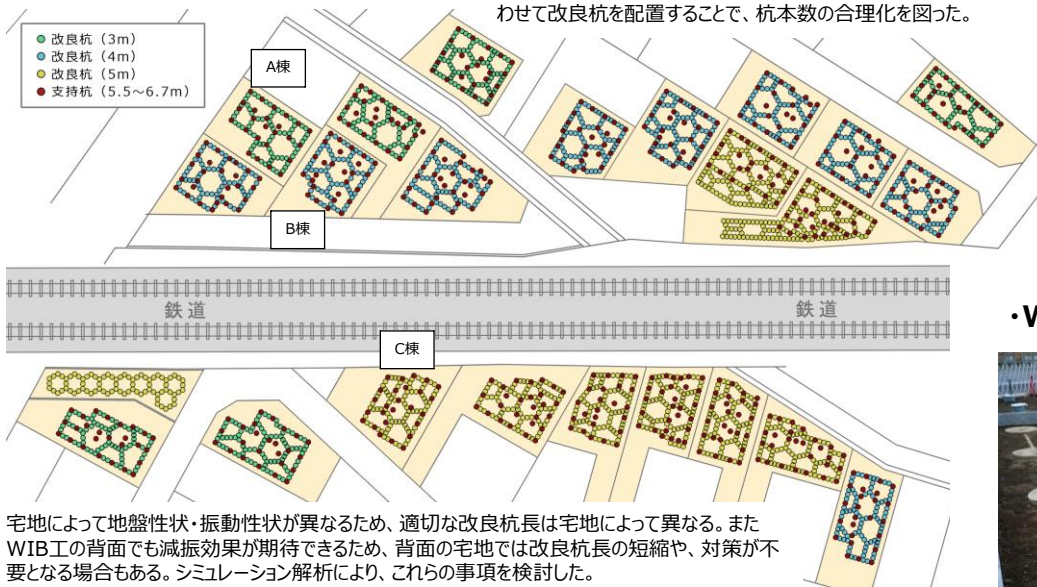 わせて改良杭を配置することで、杭本数の合理化を図った。
改良杭（3m）
改良杭（4m）
改良杭（5m）
支持杭（5.5～6.7m）
A棟
B棟
鉄道
鉄道
C棟
・W
宅地によって地盤性状・振動性状が異なるため、適切な改良杭長は宅地によって異なる。また
WIB工の背面でも減振効果が期待できるため、背面の宅地では改良杭長の短縮や、対策が不
要となる場合もある。シミュレーション解析により、これらの事項を検討した。